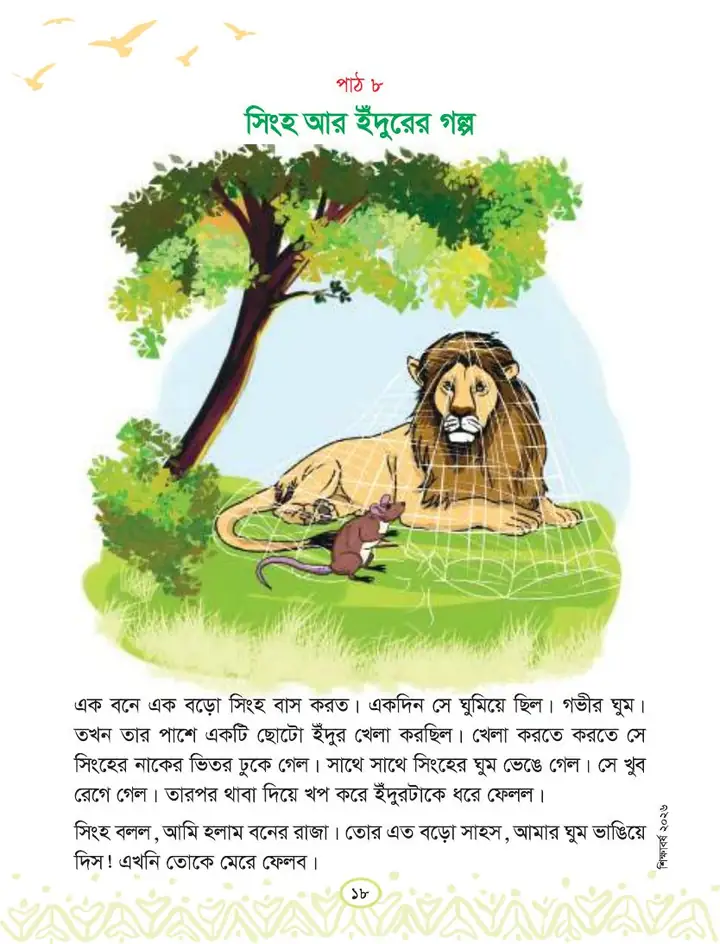 পাঠ ৮
সিংহ আর ইঁদুরের গল্প
এক বনে এক বড়ো সিংহ বাস করত। একদিন সে ঘুমিয়ে ছিল। গভীর ঘুম।
তখন তার পাশে একটি ছোটো ইঁদুর খেলা করছিল। খেলা করতে করতে সে
সিংহের নাকের ভিতর ঢুকে গেল। সাথে সাথে সিংহের ঘুম ভেঙে গেল। সে খুব
রেগে গেল। তারপর থাবা দিয়ে খপ করে ইঁদুরটাকে ধরে ফেলল।
সিংহ বলল, আমি হলাম বনের রাজা। তোর এত বড়ো সাহস, আমার ঘুম ভাঙিয়ে
দিস! এখনি তোকে মেরে ফেলব।
শিক্ষাবর্ষ ২০২৬
১৮